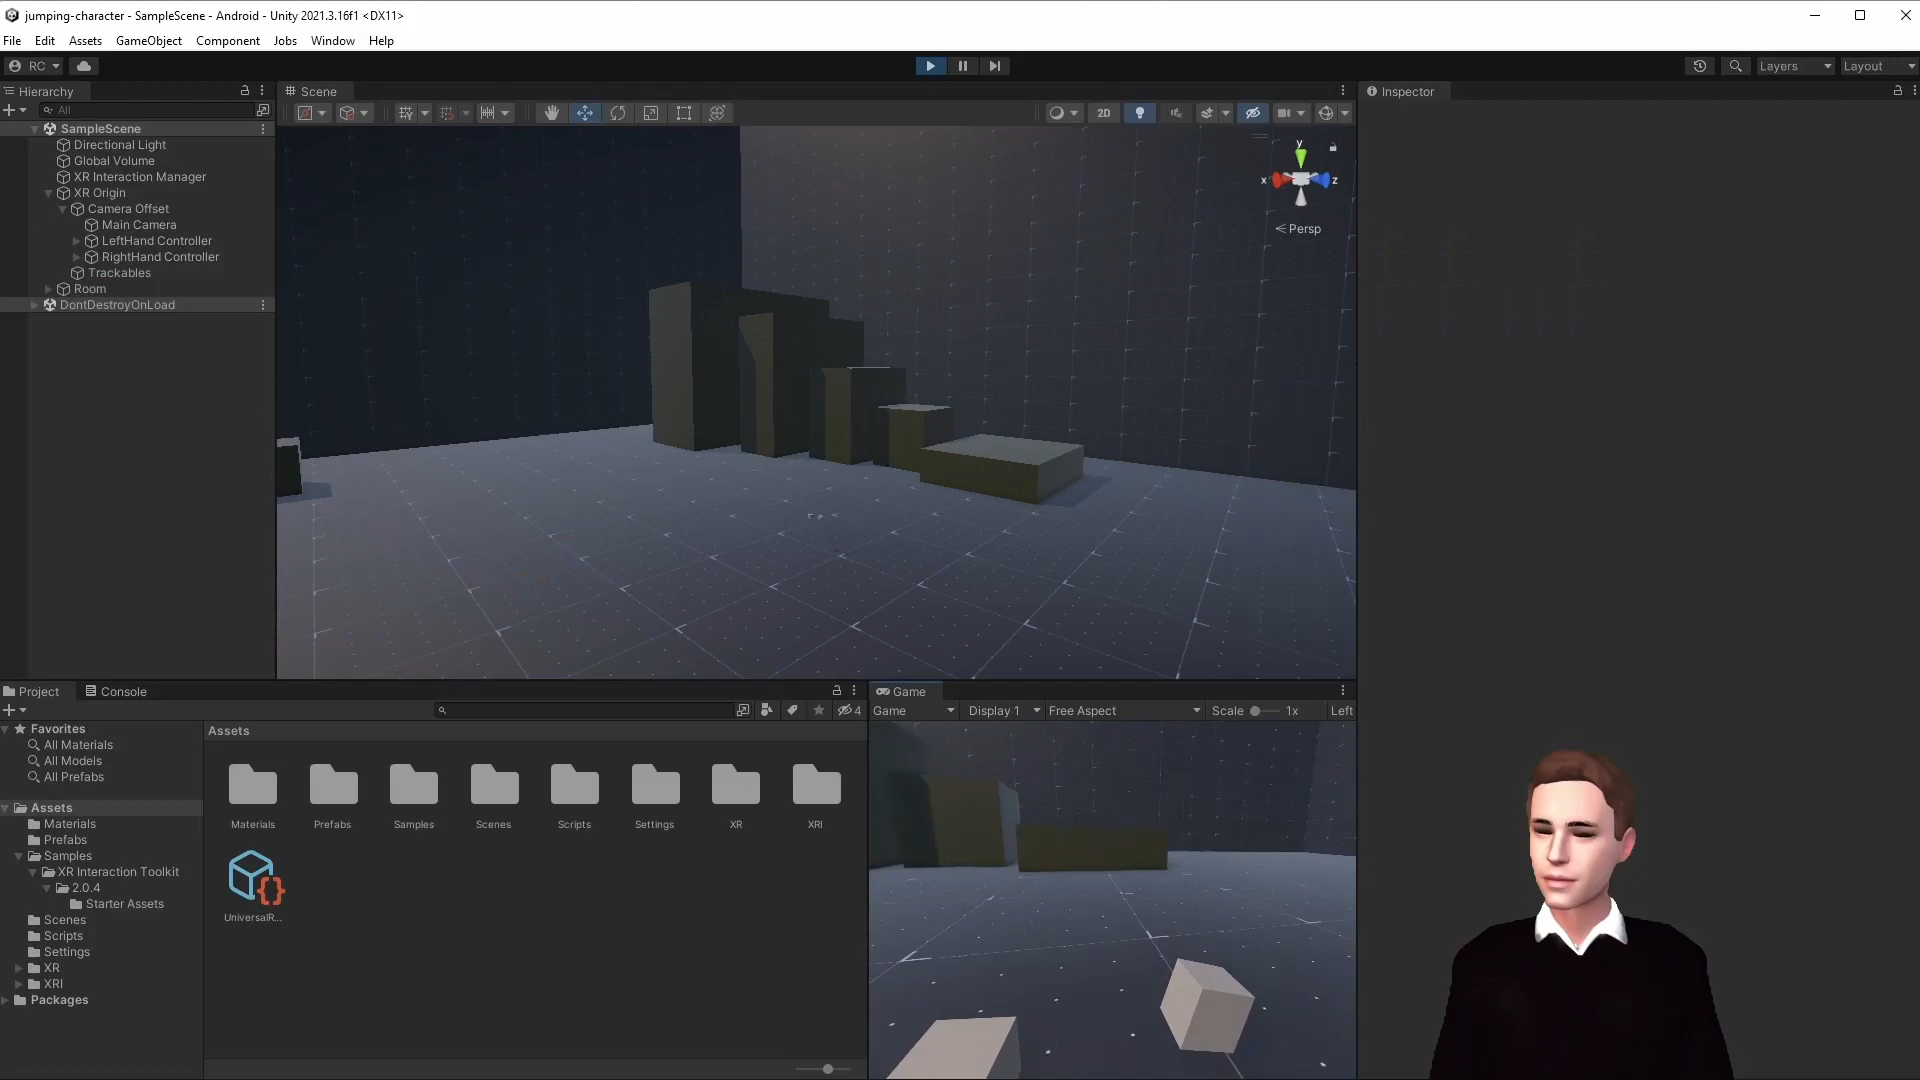 jumping-character - SampleScene - Android - Unity 2021.3.16f1 <DX11>
File Edit Assets GameObject Component Jobs Window Help
RC Layers Layout
Hierarchy
All
SampleScene
Directional Light
Global Volume
XR Interaction Manager
XR Origin
Camera Offset
Main Camera
LeftHand Controller
RightHand Controller
Trackables
Room
DontDestroyOnLoad
Scene
2D
y
x z
Persp
Inspector
Project Console
4
Favorites
All Materials
All Models
All Prefabs
Assets
Materials
Prefabs
Samples
XR Interaction Toolkit
2.0.4
Starter Assets
Scenes
Scripts
Settings
XR
XRI
Packages
Assets
Materials Prefabs Samples Scenes Scripts Settings XR XRI
UniversalR...
Game
Game Display 1 Free Aspect Scale 1x Left